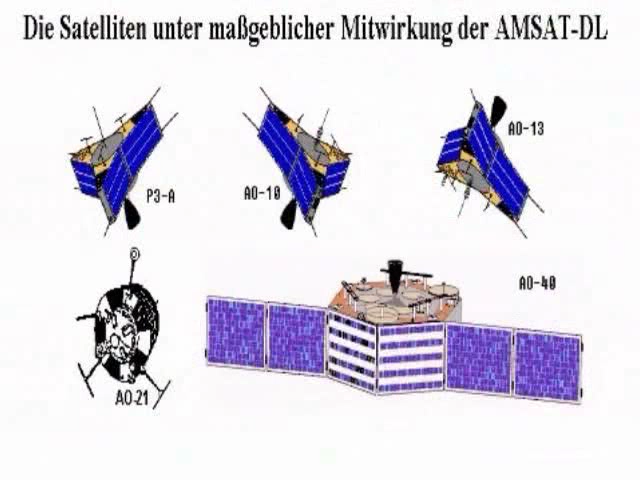 Die Satelliten unter maßgeblicher Mitwirkung der AMSAT-DL
P3-A
AO-10
AO-13
AO-21
AO-40